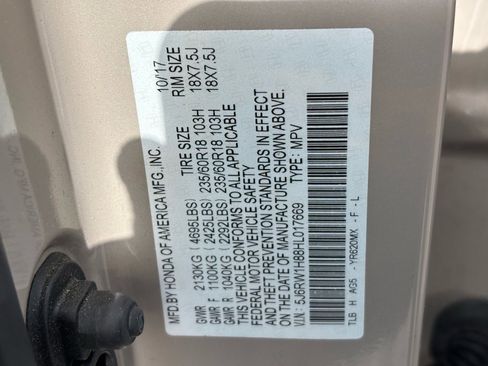 MFD.BY HONDA OF AMERICA MFG.,INC. 10/17
TIRE SIZE RIM SIZE
GVWR 2130KG (4695LBS)
GAWR F 1100KG (2425LBS) 235/60R18 103H 18X7.5J
GAWR R 1040KG (2292LBS) 235/60R18 103H 18X7.5J
THIS VEHICLE CONFORMS TO ALL APPLICABLE
FEDERAL MOTOR VEHICLE SAFETY
AND THEFT PREVENTION STANDARDS IN EFFECT
ON THE DATE OF MANUFACTURE SHOWN ABOVE.
V.I.N.: 5J6RW1H88HL017669 TYPE: MPV
TLB H AG5 - YR620MX - F - L